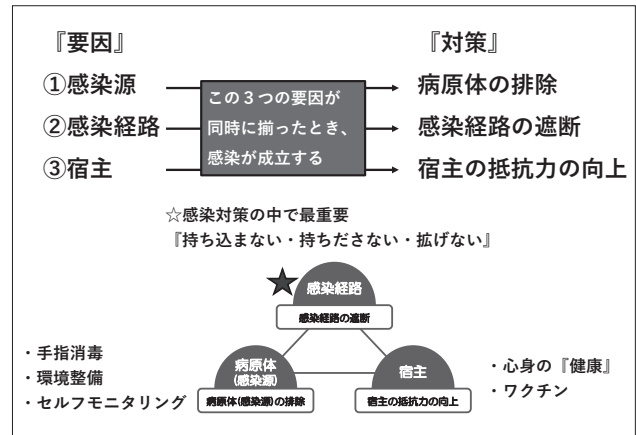 『要因』
『対策』
①感染源
病原体の排除
②感染経路
感染経路の遮断
③宿主
宿主の抵抗力の向上
この３つの要因が
同時に揃ったとき、
感染が成立する
☆感染対策の中で最重要
『持ち込まない・持ちださない・拡げない』
感染経路
感染経路の遮断
・手指消毒
・環境整備
・セルフモニタリング
病原体
(感染源)
病原体(感染源)の排除
宿主
宿主の抵抗力の向上
・心身の『健康』
・ワクチン